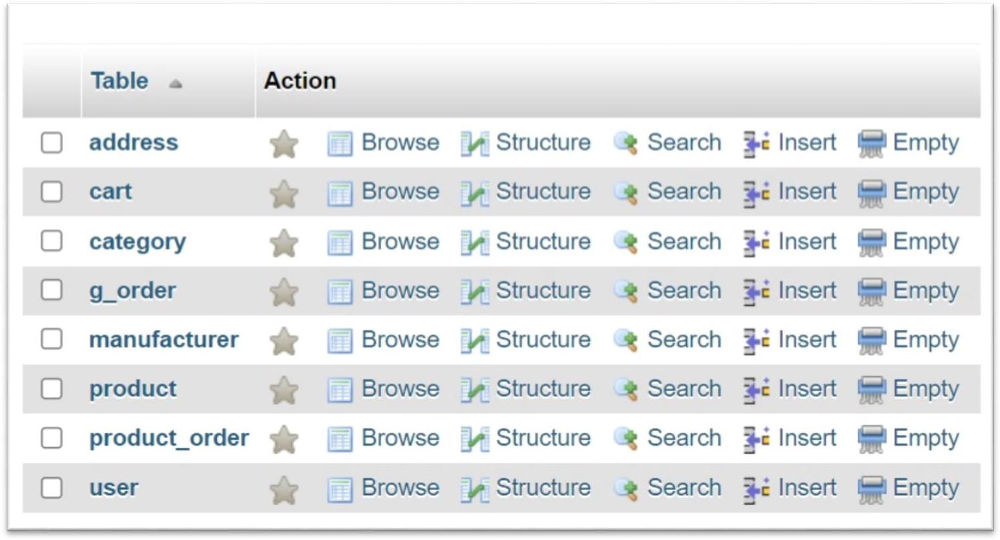 Table Action
address Browse Structure Search Insert Empty
cart Browse Structure Search Insert Empty
category Browse Structure Search Insert Empty
g_order Browse Structure Search Insert Empty
manufacturer Browse Structure Search Insert Empty
product Browse Structure Search Insert Empty
product_order Browse Structure Search Insert Empty
user Browse Structure Search Insert Empty